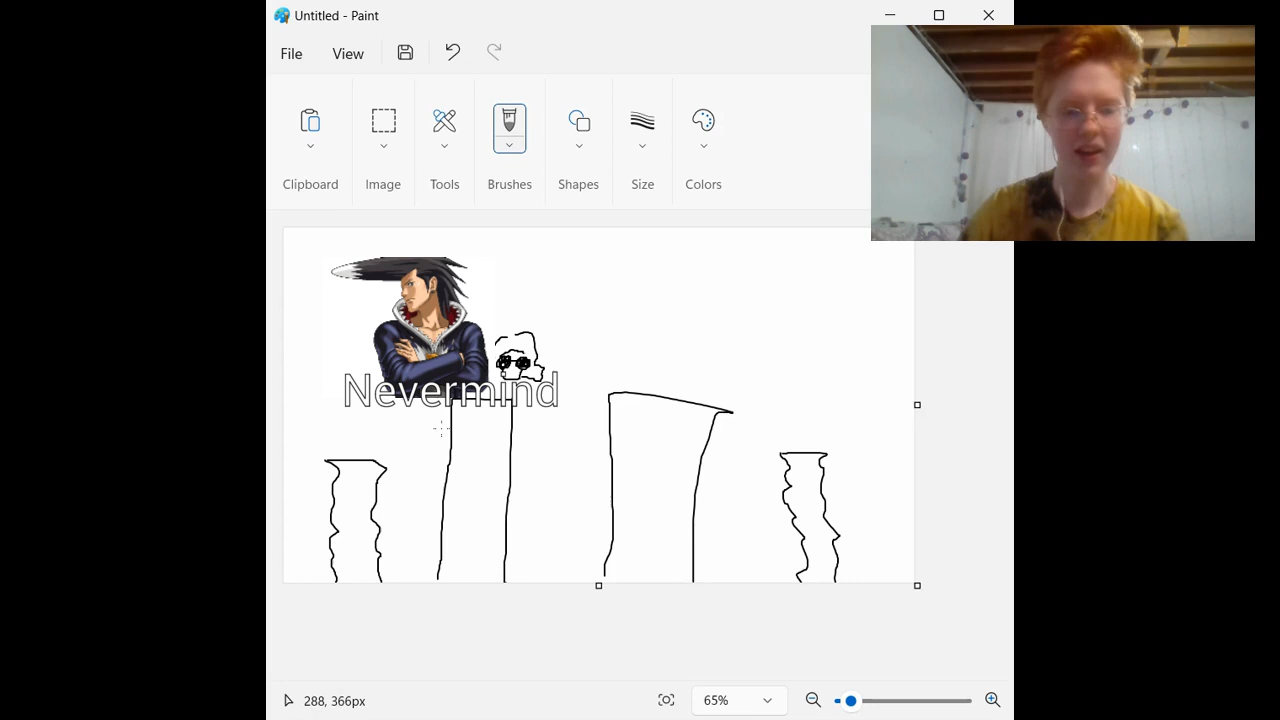 Untitled - Paint
File View
Clipboard Image Tools Brushes Shapes Size Colors
Nevermind
288, 366px 65%